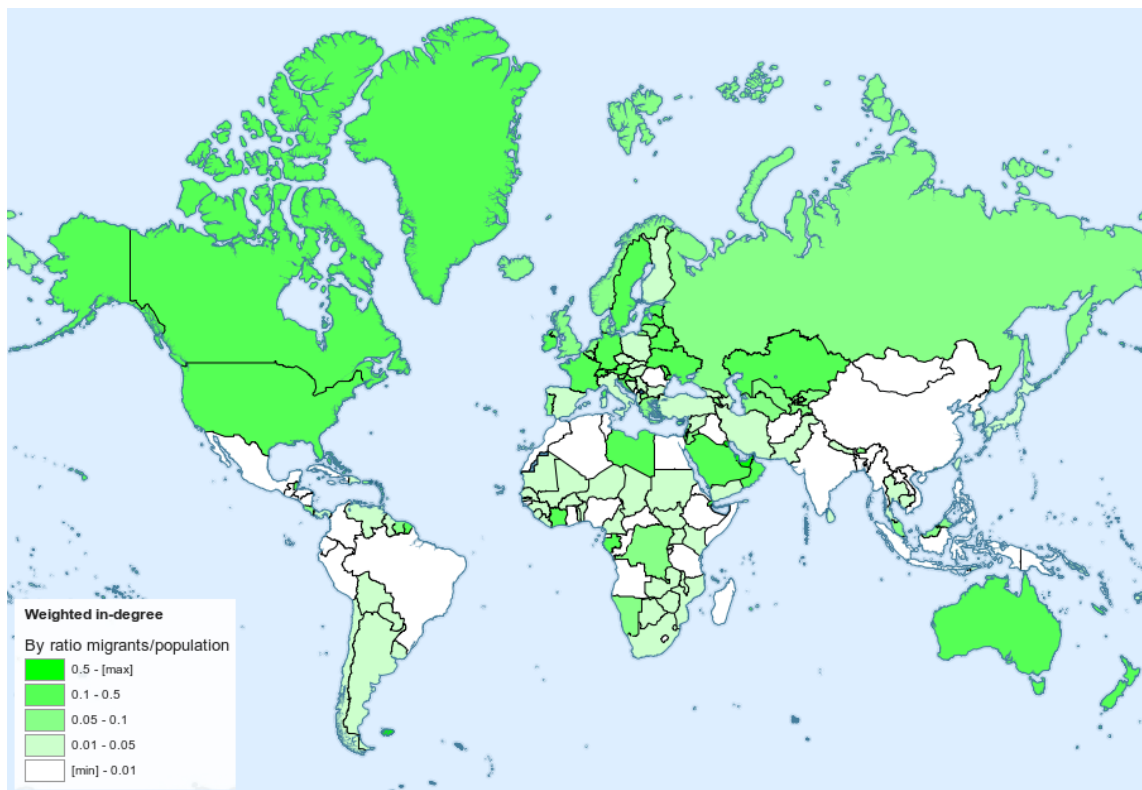 Weighted in-degree
By ratio migrants/population
0.5 - [max]
0.1 - 0.5
0.05 - 0.1
0.01 - 0.05
[min] - 0.01